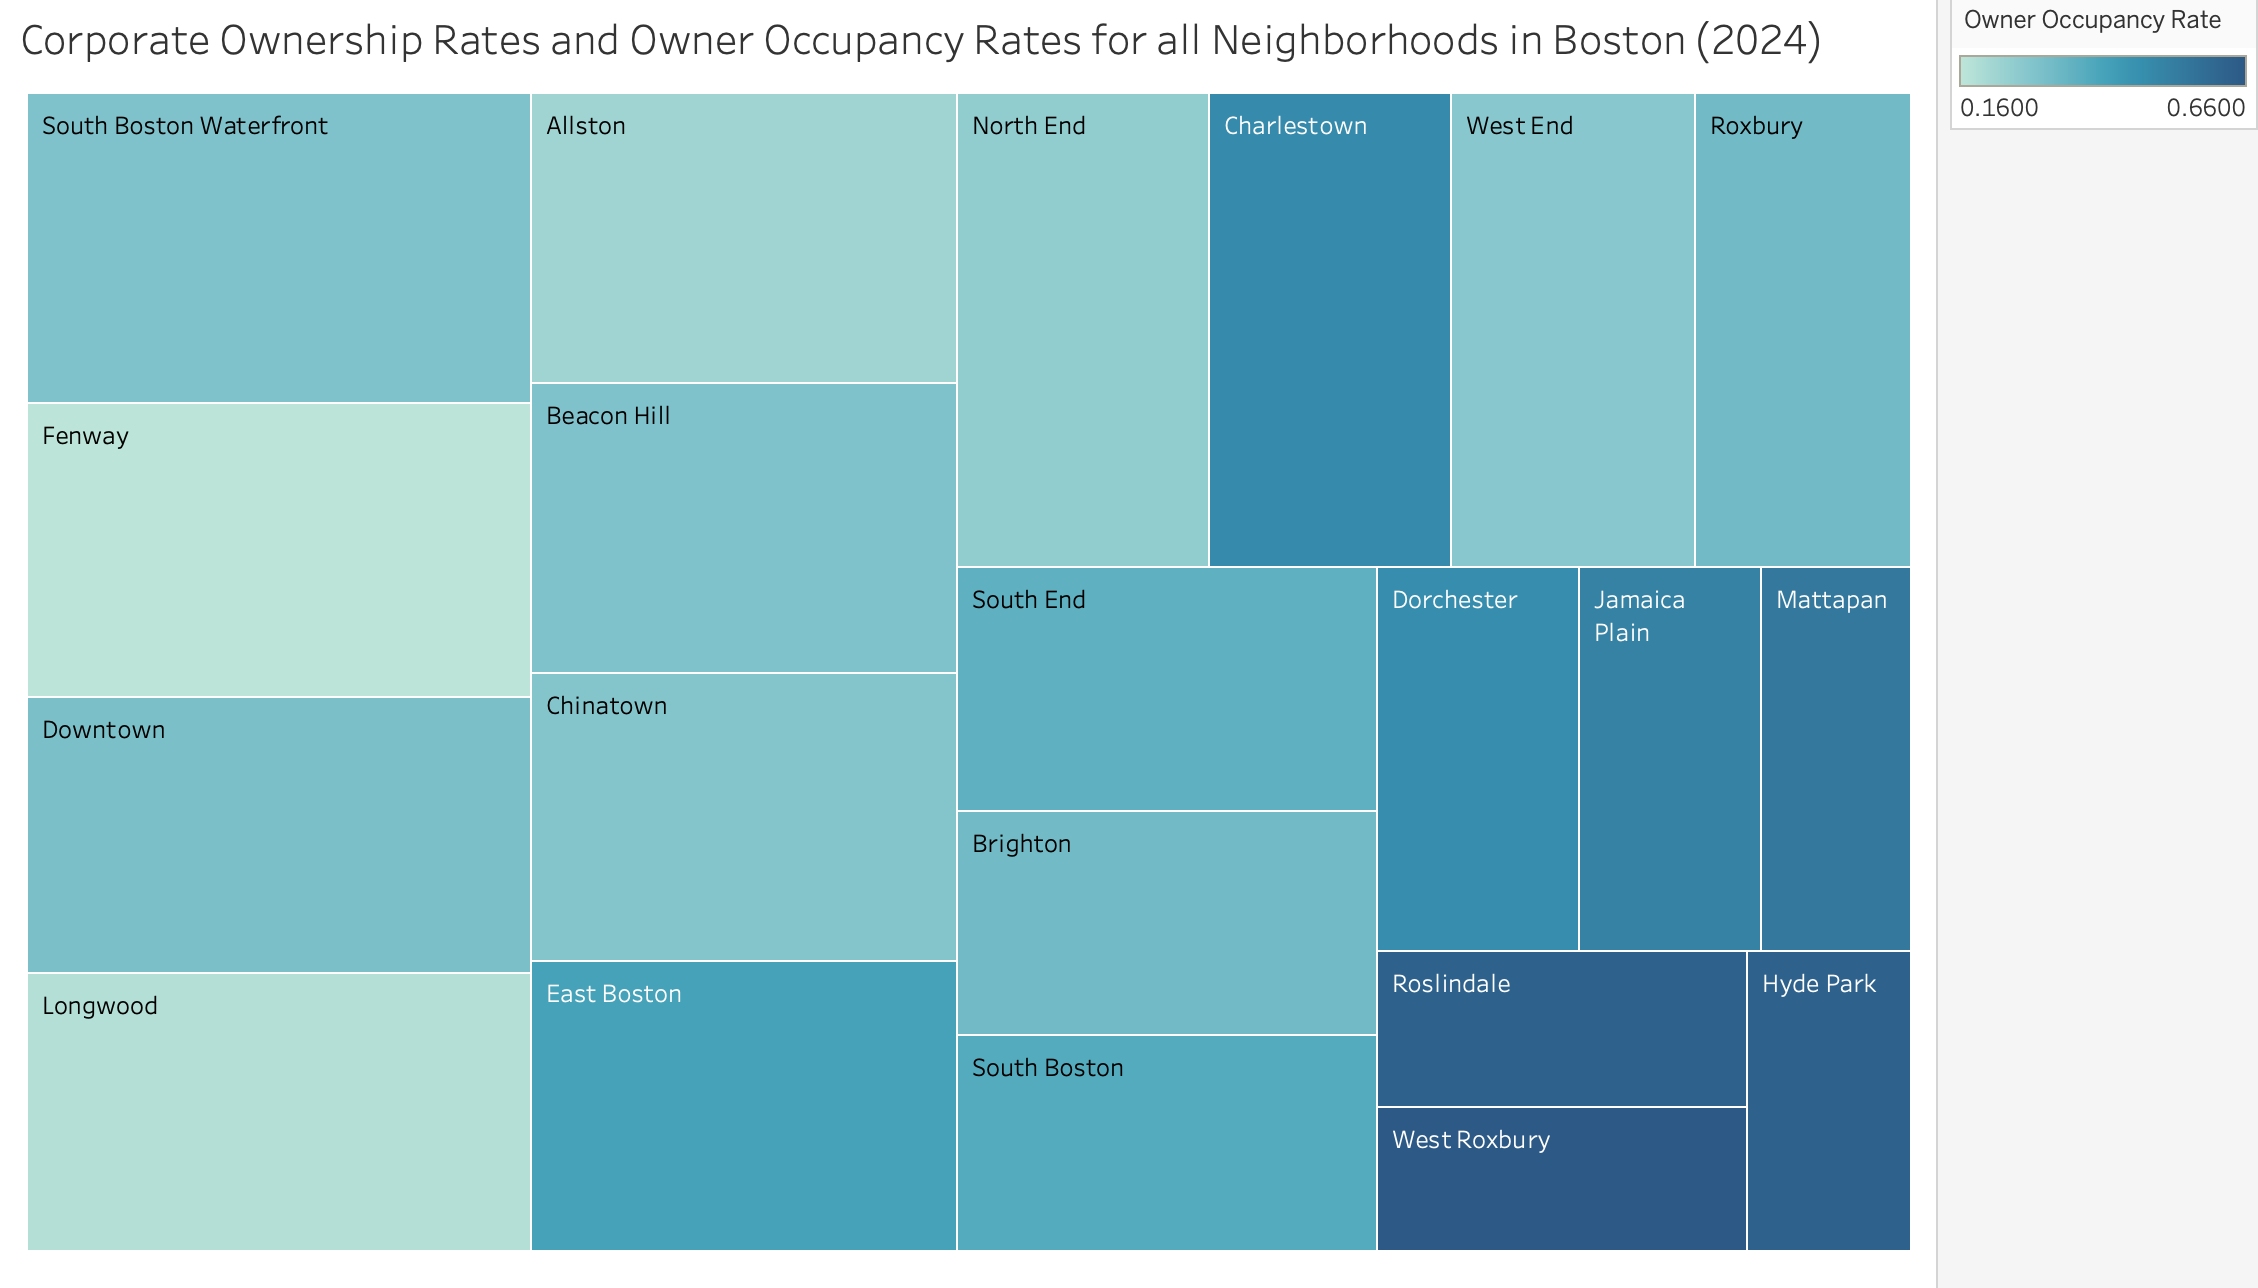 Corporate Ownership Rates and Owner Occupancy Rates for all Neighborhoods in Boston (2024)
Owner Occupancy Rate
0.1600 0.6600
South Boston Waterfront
Fenway
Downtown
Longwood
Allston
Beacon Hill
Chinatown
East Boston
North End
Charlestown
West End
Roxbury
South End
Brighton
South Boston
Dorchester
Jamaica
Plain
Mattapan
Roslindale
West Roxbury
Hyde Park